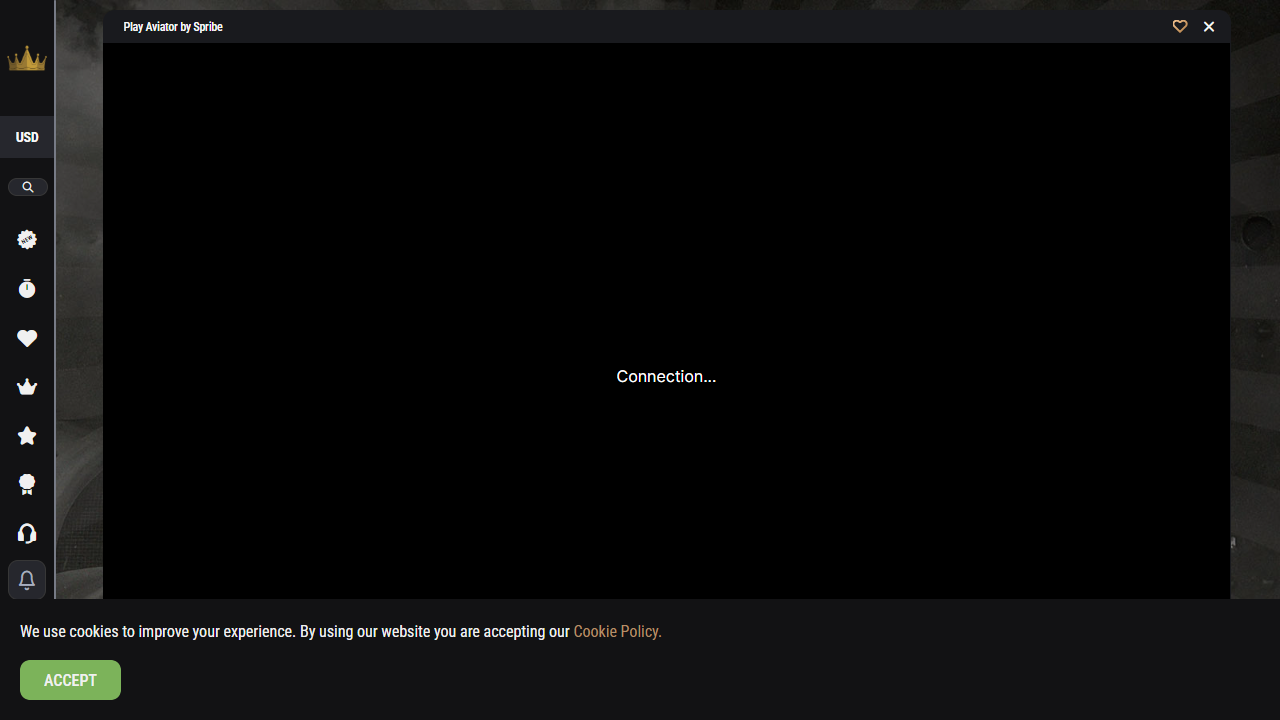 Play Aviator by Spribe
USD
NEW
Connection...
We use cookies to improve your experience. By using our website you are accepting our Cookie Policy.
ACCEPT